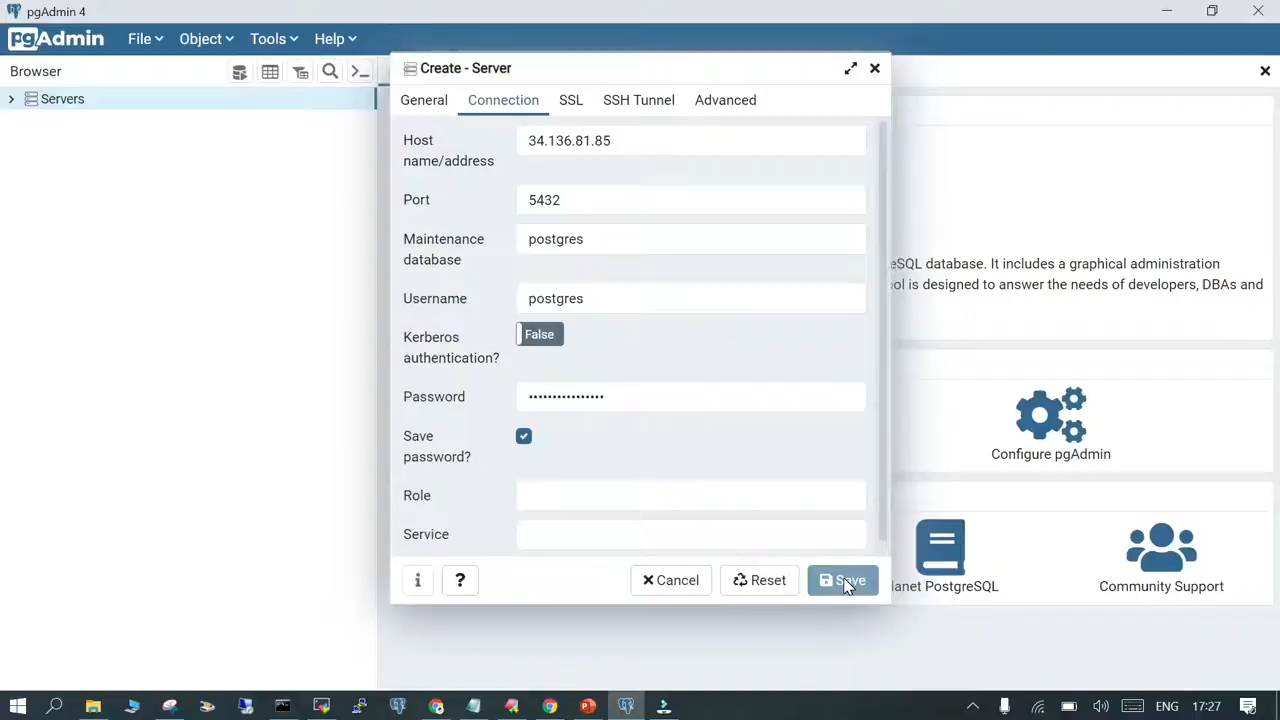 pgAdmin 4
pgAdmin
File
Object
Tools
Help
Browser
Servers
Create - Server
General
Connection
SSL
SSH Tunnel
Advanced
Host
name/address
34.136.81.85
Port
5432
Maintenance
database
postgres
Username
postgres
Kerberos
authentication?
False
Password
Save
password?
Role
Service
i
?
Cancel
Reset
Save
eSQL database. It includes a graphical administration
ol is designed to answer the needs of developers, DBAs and
Configure pgAdmin
lanet PostgreSQL
Community Support
ENG
17:27